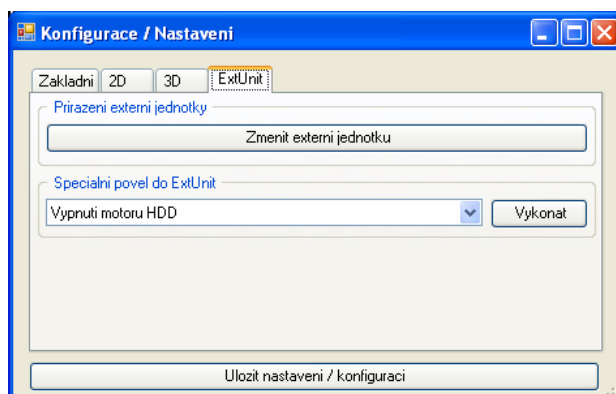 Konfigurace / Nastaveni
Zakladni 2D 3D ExtUnit
Prirazeni externi jednotky
Zmenit externi jednotku
Specialni povel do ExtUnit
Vypnuti motoru HDD Vykonat
Ulozit nastaveni / konfiguraci